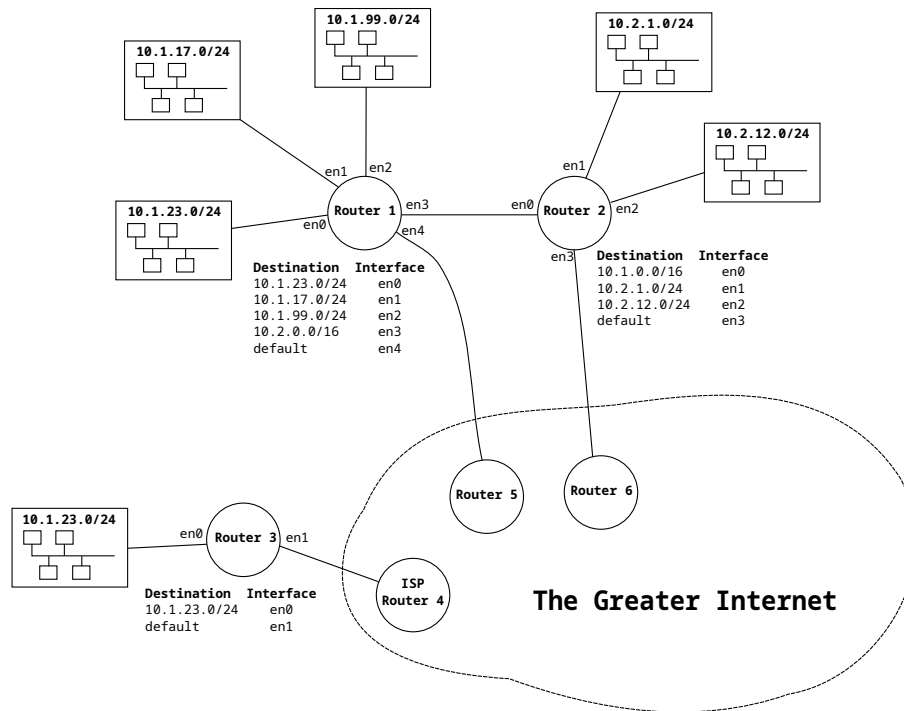 10.1.99.0/24
10.2.1.0/24
10.1.17.0/24
10.2.12.0/24
en1
en2
en1
10.1.23.0/24
en0
Router 1
en3
en4
en0
Router 2
en2
en3
Destination Interface
10.1.23.0/24 en0
10.1.17.0/24 en1
10.1.99.0/24 en2
10.2.0.0/16 en3
default en4
Destination Interface
10.1.0.0/16 en0
10.2.1.0/24 en1
10.2.12.0/24 en2
default en3
Router 5
Router 6
10.1.23.0/24
en0
Router 3
en1
Destination Interface
10.1.23.0/24 en0
default en1
ISP
Router 4
The Greater Internet